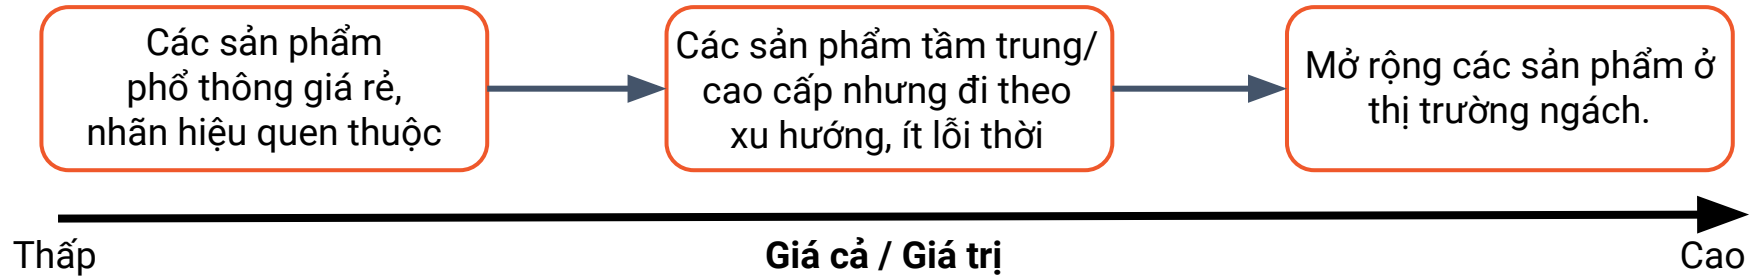 Các sản phẩm
phổ thông giá rẻ,
nhãn hiệu quen thuộc
Các sản phẩm tầm trung/
cao cấp nhưng đi theo
xu hướng, ít lỗi thời
Mở rộng các sản phẩm ở
thị trường ngách.
Thấp
Giá cả / Giá trị
Cao